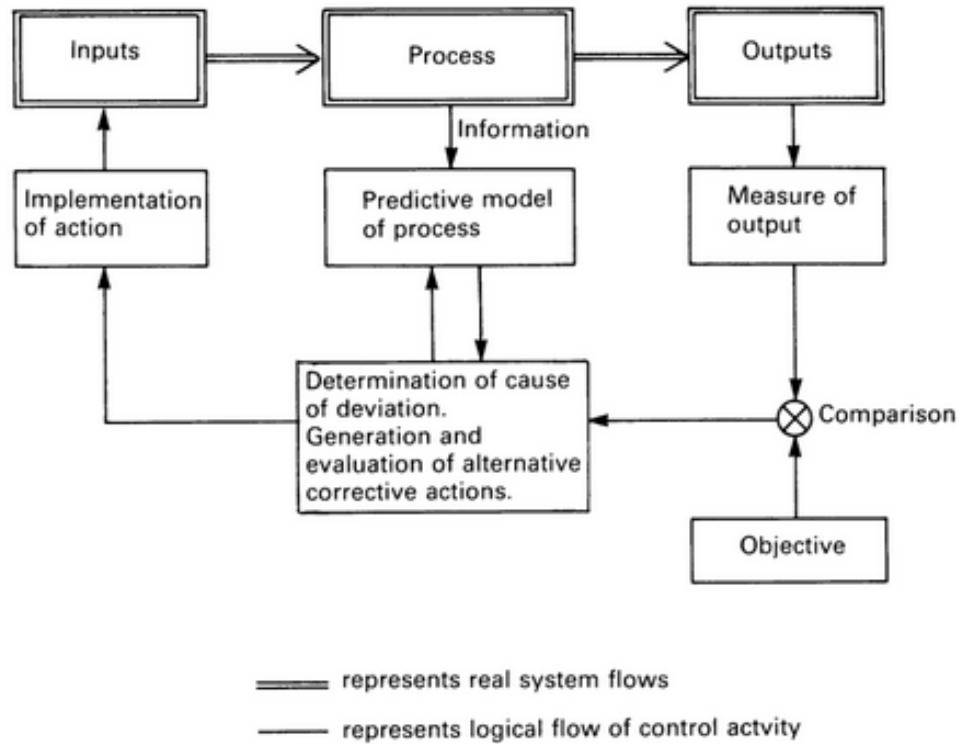 Inputs
Process
Outputs
Information
Implementation
of action
Predictive model
of process
Measure of
output
Determination of cause
of deviation.
Generation and
evaluation of alternative
corrective actions.
Comparison
Objective
represents real system flows
represents logical flow of control actvity